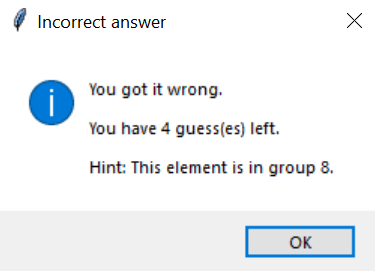 Incorrect answer
You got it wrong.
You have 4 guess(es) left.
Hint: This element is in group 8.
OK